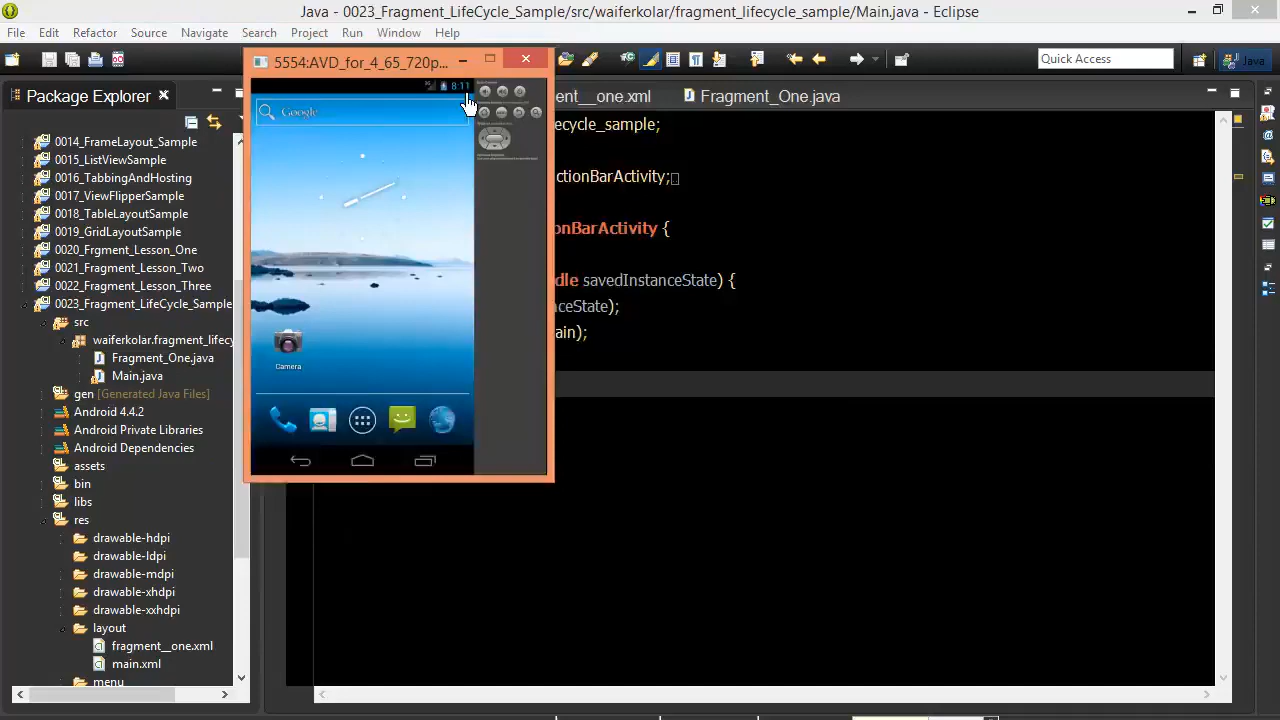 Java - 0023_Fragment_LifeCycle_Sample/src/waiferkolar/fragment_lifecycle_sample/Main.java - Eclipse
File Edit Refactor Source Navigate Search Project Run Window Help
Quick Access
Java
Package Explorer
0014_FrameLayout_Sample
0015_ListViewSample
0016_TabbingAndHosting
0017_ViewFlipperSample
0018_TableLayoutSample
0019_GridLayoutSample
0020_Frgment_Lesson_One
0021_Fragment_Lesson_Two
0022_Fragment_Lesson_Three
0023_Fragment_LifeCycle_Sample
src
waiferkolar.fragment_lifecy
Fragment_One.java
Main.java
gen [Generated Java Files]
Android 4.4.2
Android Private Libraries
Android Dependencies
assets
bin
libs
res
drawable-hdpi
drawable-ldpi
drawable-mdpi
drawable-xhdpi
drawable-xxhdpi
layout
fragment__one.xml
main.xml
menu
5554:AVD_for_4_65_720p...
8:11
Google
Camera
nt__one.xml
Fragment_One.java
ecycle_sample;
ctionBarActivity;
onBarActivity {
dle savedInstanceState) {
nceState);
ain);